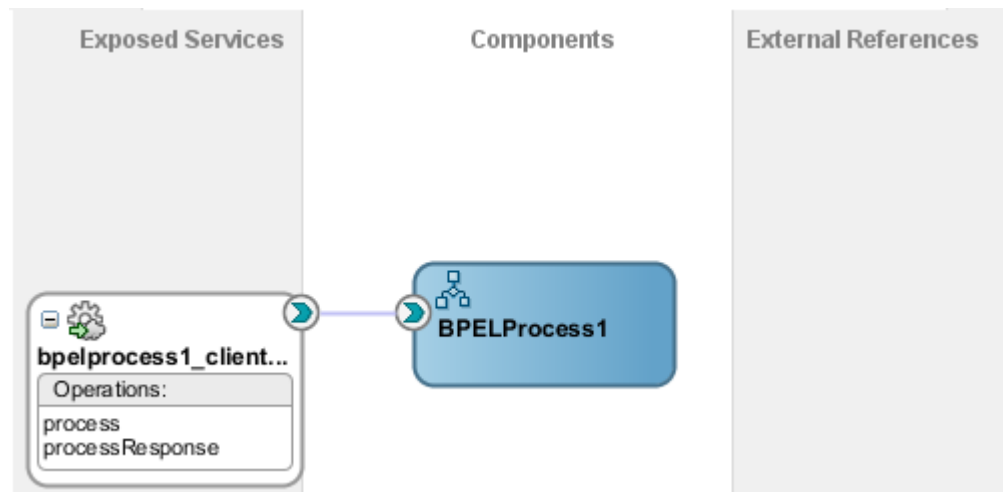 Exposed Services
Components
External References
bpelprocess1_client...
Operations:
process
processResponse
BPELProcess1